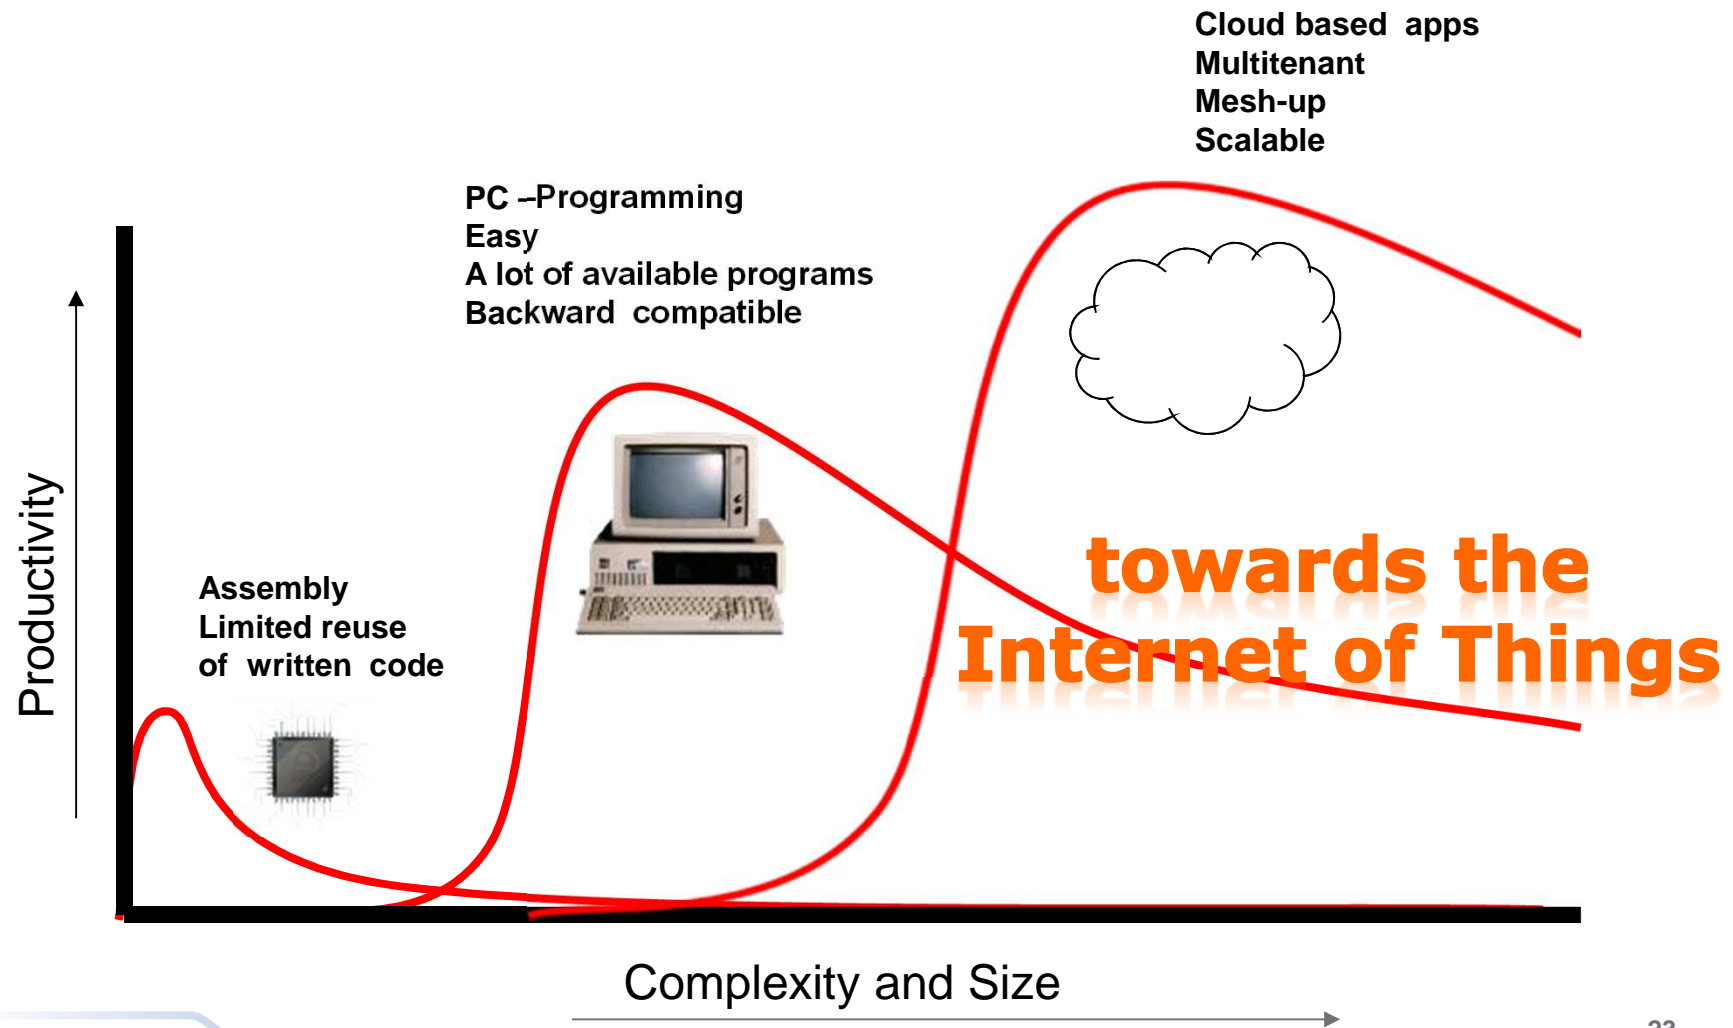 Cloud based apps
Multitenant
Mesh-up
Scalable
PC –Programming
Easy
A lot of available programs
Backward compatible
Assembly
Limited reuse
of written code
Productivity
towards the
Internet of Things
Complexity and Size
23